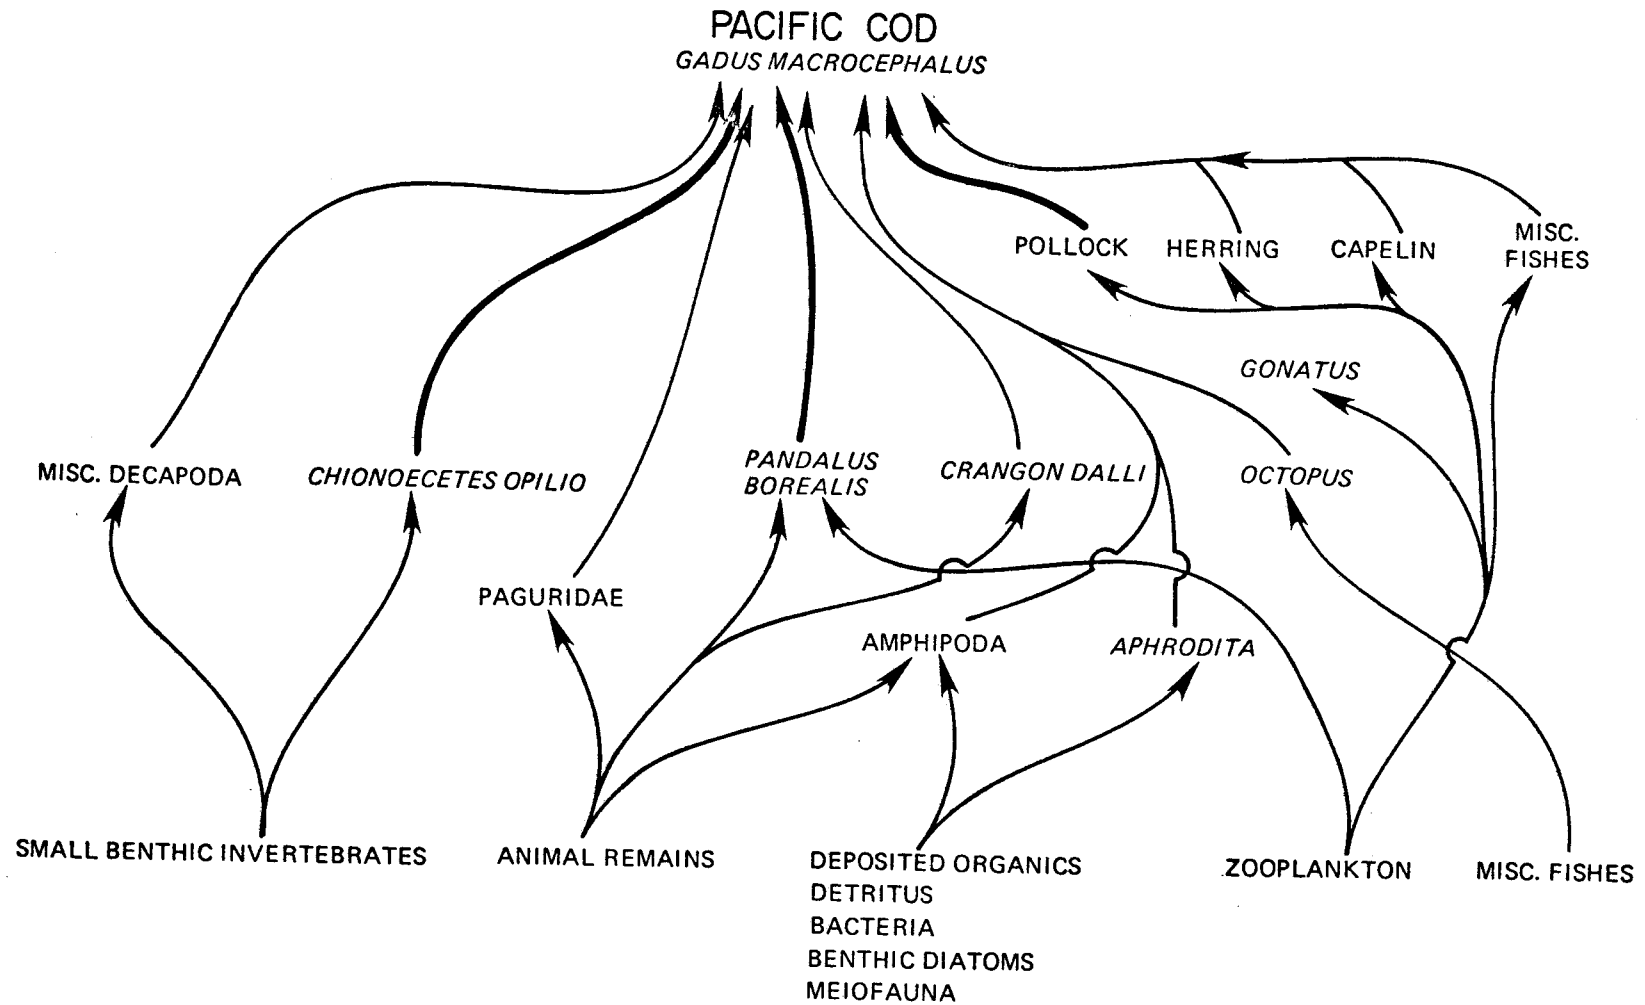 PACIFIC COD
GADUS MACROCEPHALUS
POLLOCK
HERRING
CAPELIN
MISC.
FISHES
GONATUS
MISC. DECAPODA
CHIONOECETES OPILIO
PANDALUS
BOREALIS
CRANGON DALLI
OCTOPUS
PAGURIDAE
AMPHIPODA
APHRODITA
SMALL BENTHIC INVERTEBRATES
ANIMAL REMAINS
DEPOSITED ORGANICS
DETRITUS
BACTERIA
BENTHIC DIATOMS
MEIOFAUNA
ZOOPLANKTON
MISC. FISHES